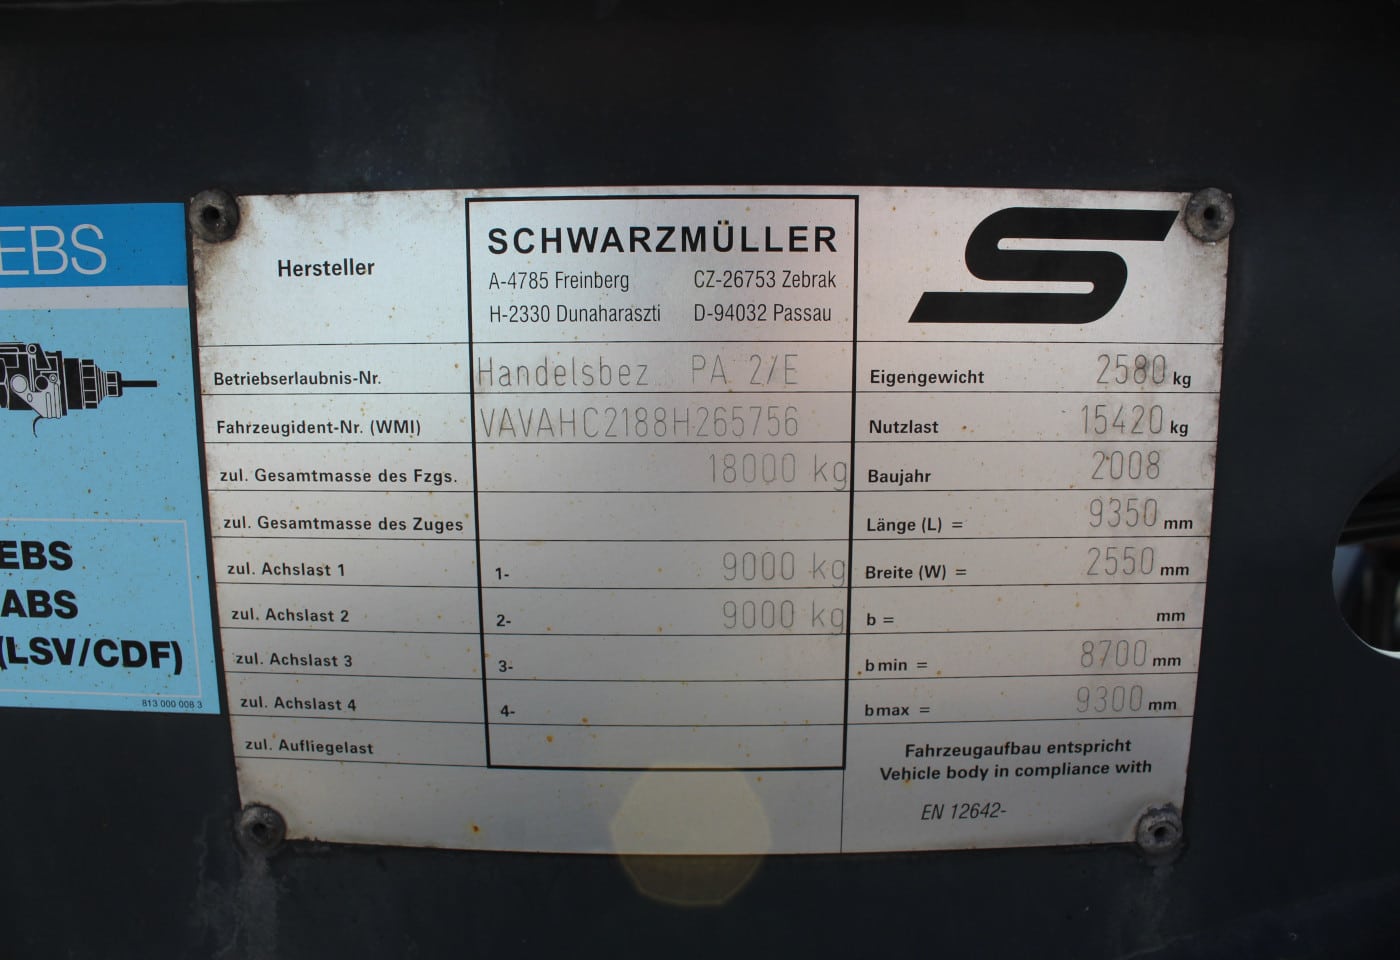 EBS
EBS
ABS
(LSV/CDF)
813 000 008 3
Hersteller
SCHWARZMÜLLER
A-4785 Freinberg CZ-26753 Zebrak
H-2330 Dunaharaszti D-94032 Passau
Betriebserlaubnis-Nr. Handelsbez PA 2/E Eigengewicht 2580 kg
Fahrzeugident-Nr. (WMI) VAVAHC2188H265756 Nutzlast 15420 kg
zul. Gesamtmasse des Fzgs. 18000 kg Baujahr 2008
zul. Gesamtmasse des Zuges Länge (L) = 9350 mm
zul. Achslast 1 1- 9000 kg Breite (W) = 2550 mm
zul. Achslast 2 2- 9000 kg b = mm
zul. Achslast 3 3- b min = 8700 mm
zul. Achslast 4 4- b max = 9300 mm
zul. Aufliegelast
Fahrzeugaufbau entspricht
Vehicle body in compliance with
EN 12642-